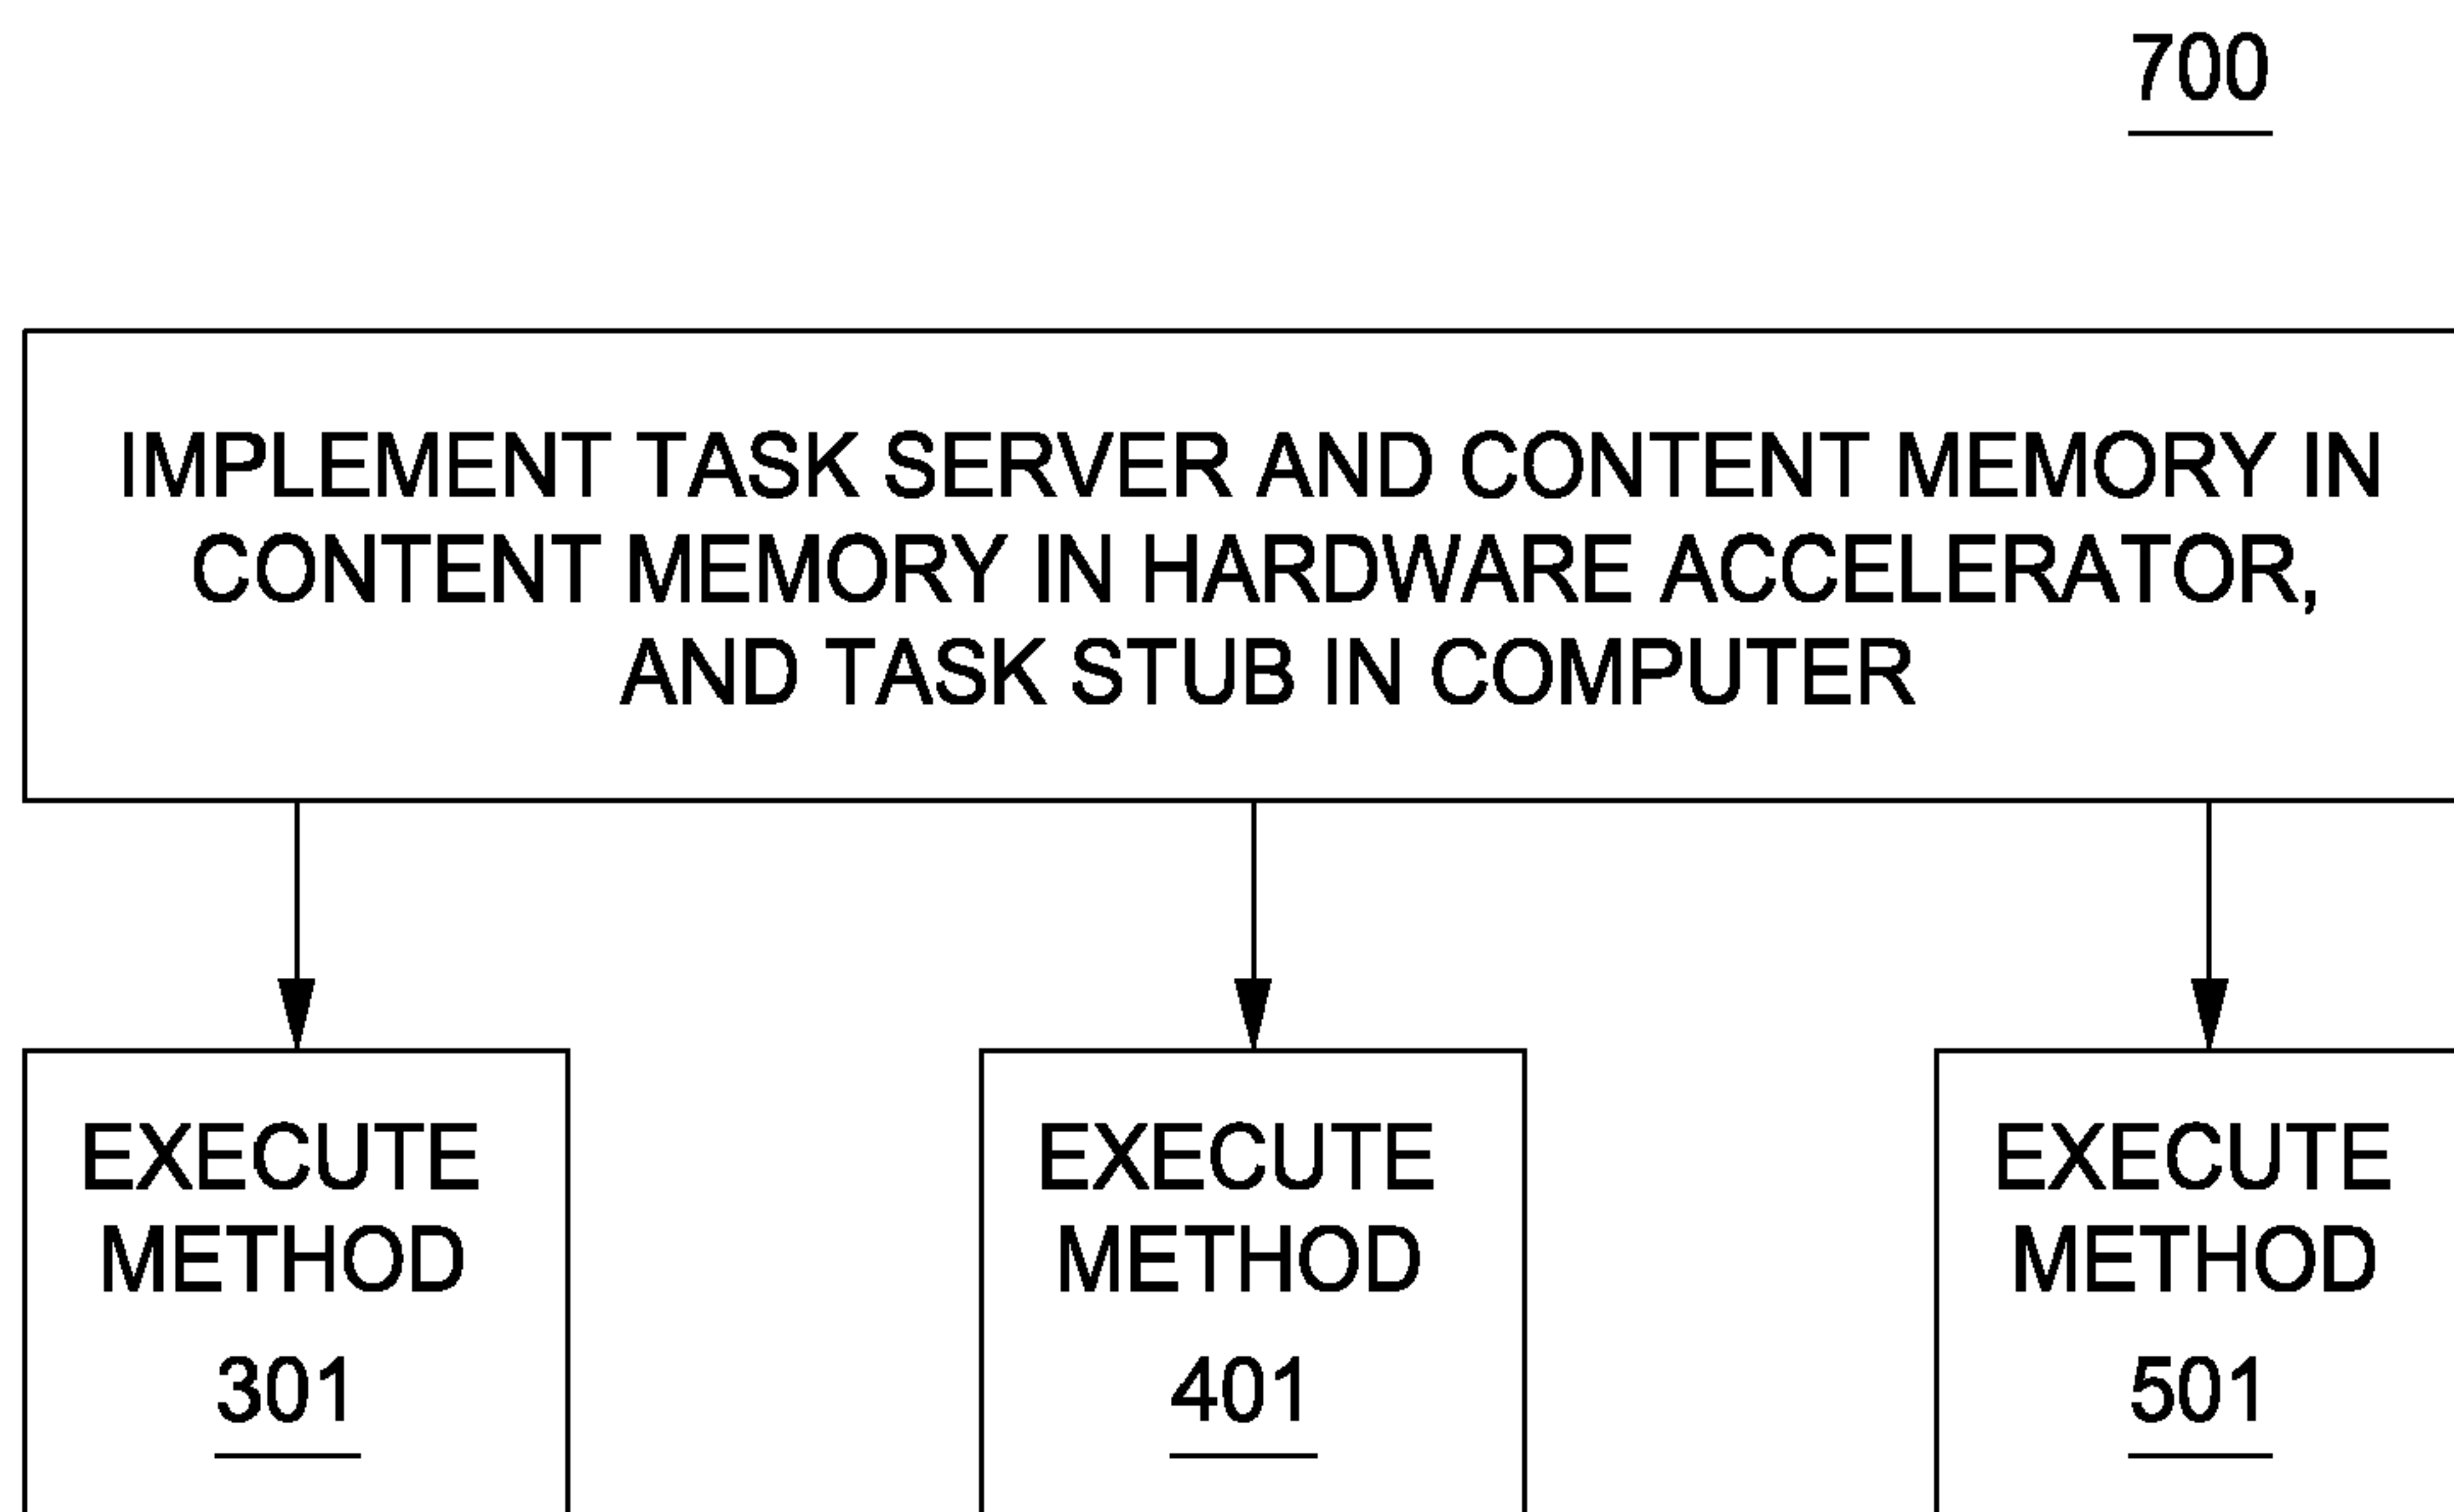 700
IMPLEMENT TASK SERVER AND CONTENT MEMORY IN
CONTENT MEMORY IN HARDWARE ACCELERATOR,
AND TASK STUB IN COMPUTER
EXECUTE
METHOD
301
EXECUTE
METHOD
401
EXECUTE
METHOD
501